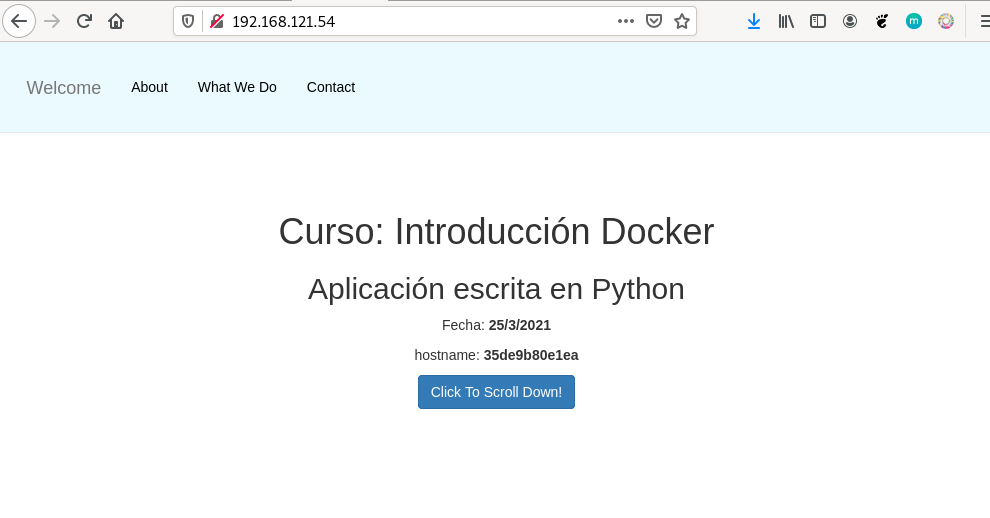 192.168.121.54
Welcome About What We Do Contact
Curso: Introducción Docker
Aplicación escrita en Python
Fecha: 25/3/2021
hostname: 35de9b80e1ea
Click To Scroll Down!